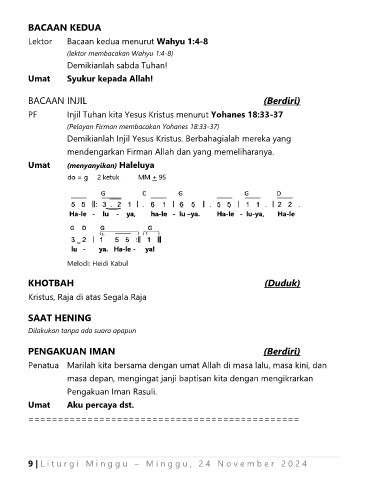 BACAAN KEDUA
Lektor Bacaan kedua menurut Wahyu 1:4-8
(lektor membacakan Wahyu 1:4-8)
Demikianlah sabda Tuhan!
Umat Syukur kepada Allah!
BACAAN INJIL (Berdiri)
PF Injil Tuhan kita Yesus Kristus menurut Yohanes 18:33-37
(Pelayan Firman membacakan Yohanes 18:33-37)
Demikianlah Injil Yesus Kristus. Berbahagialah mereka yang
mendengarkan Firman Allah dan yang memeliharanya.
Umat (menyanyikan) Haleluya
do = g 2 ketuk MM ± 95
G C G G D
5 5 ||: 3 . 2 1 | . 6 1 | 6 5 || . 5 5 | 1 1 . | 2 2 .
Ha-le - lu - ya, ha-le - lu -ya. Ha-le - lu-ya, Ha-le
G D G G
3 . 2 | 1 5 5 :|| 1 ||
lu - ya. Ha-le - ya!
Melodi: Heidi Kabul
KHOTBAH (Duduk)
Kristus, Raja di atas Segala Raja
SAAT HENING
Dilakukan tanpa ada suara apapun
PENGAKUAN IMAN (Berdiri)
Penatua Marilah kita bersama dengan umat Allah di masa lalu, masa kini, dan
masa depan, mengingat janji baptisan kita dengan mengikrarkan
Pengakuan Iman Rasuli.
Umat Aku percaya dst.
==============================================
9 | Liturgi Minggu – Minggu, 24 November 2024